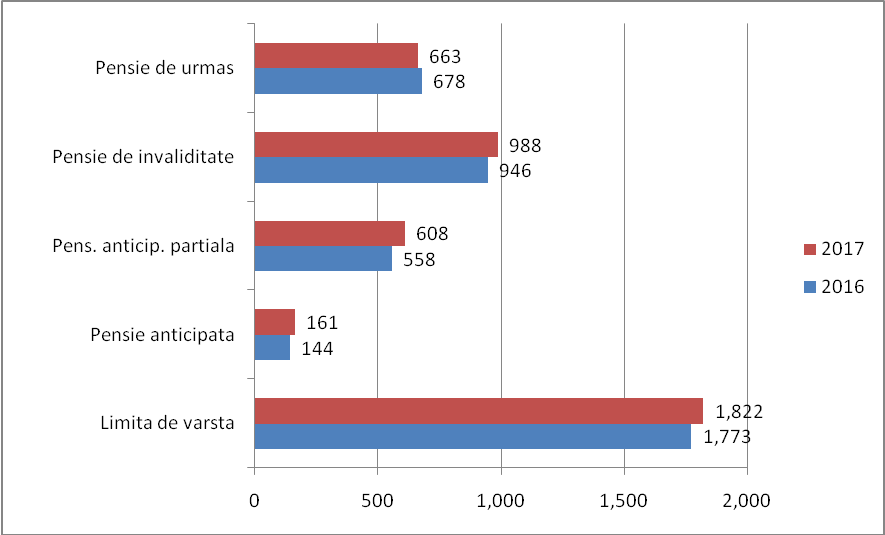 Pensie de urmas
663
678
Pensie de invaliditate
988
946
Pens. anticip. partiala
608
558
Pensie anticipata
161
144
Limita de varsta
1,822
1,773
0 500 1,000 1,500 2,000
2017
2016